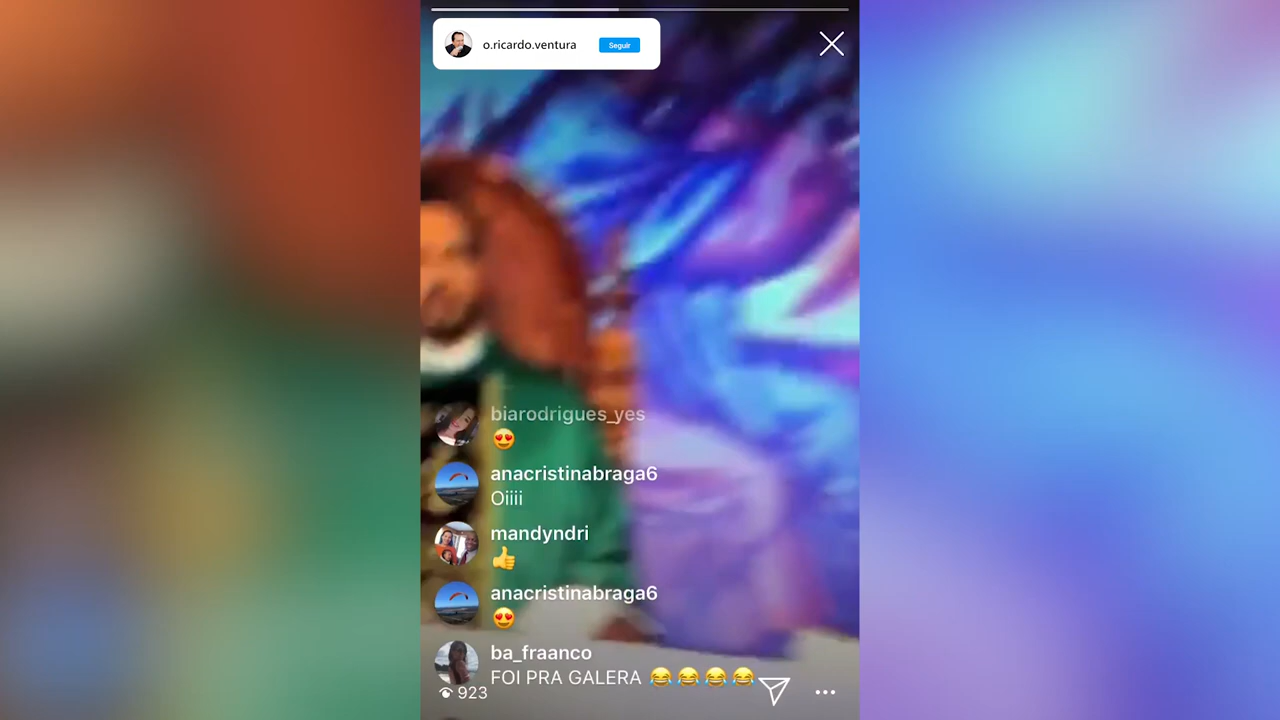 o.ricardo.ventura
Seguir
biarodrigues_yes
😍
anacristinabraga6
Oiiii
mandyndri
👍
anacristinabraga6
😍
ba_fraanco
FOI PRA GALERA 😂😂😂😂
923